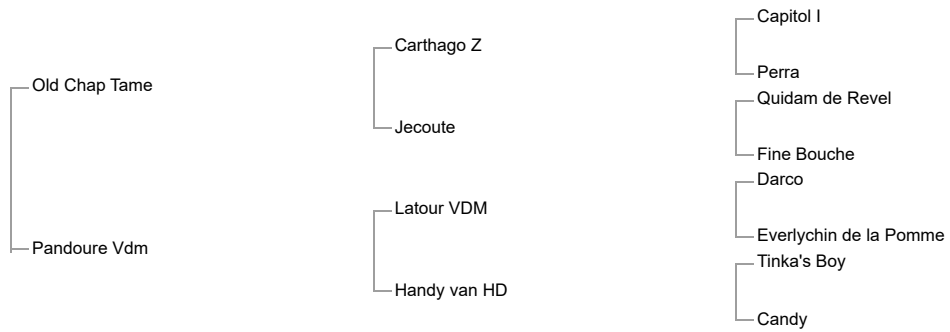 Capitol I
Carthago Z
Perra
Old Chap Tame
Quidam de Revel
Jecoute
Fine Bouche
Darco
Latour VDM
Everlychin de la Pomme
Pandoure Vdm
Tinka's Boy
Handy van HD
Candy